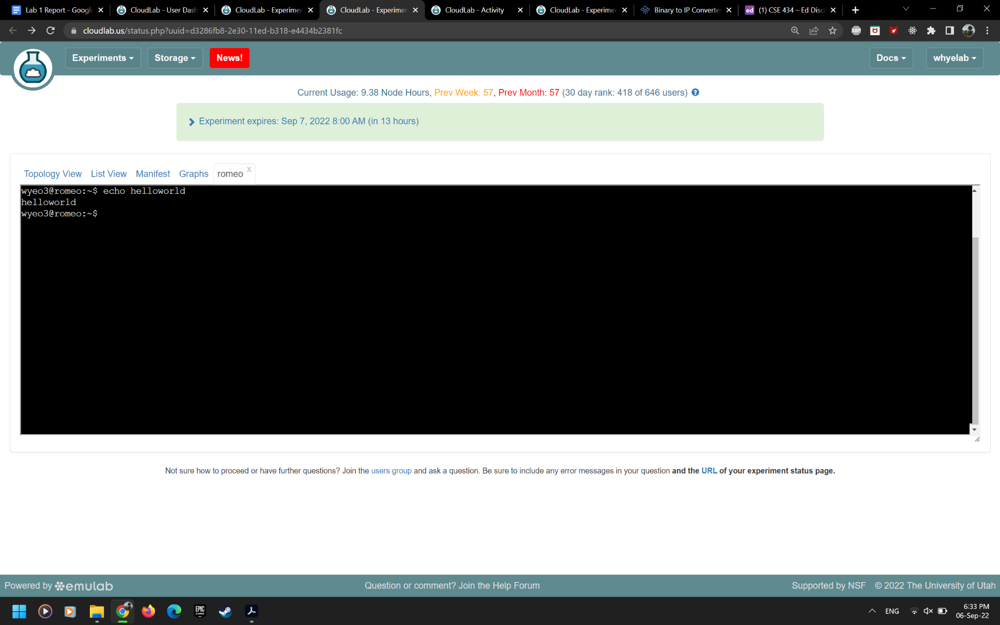 Lab 1 Report - Googl
CloudLab - User Dash
CloudLab - Experimen
CloudLab - Experimen
CloudLab - Activity
CloudLab - Experimen
Binary to IP Converte
ed (1) CSE 434 – Ed Disc
cloudlab.us/status.php?uuid=d3286fb8-2e30-11ed-b318-e4434b2381fc
ABP
Experiments
Storage
News!
Docs
whyelab
Current Usage: 9.38 Node Hours, Prev Week: 57, Prev Month: 57 (30 day rank: 418 of 646 users) ?
Experiment expires: Sep 7, 2022 8:00 AM (in 13 hours)
Topology View
List View
Manifest
Graphs
romeo x
wyeo3@romeo:~$ echo helloworld
helloworld
wyeo3@romeo:~$
Not sure how to proceed or have further questions? Join the users group and ask a question. Be sure to include any error messages in your question and the URL of your experiment status page.
Powered by emulab
Question or comment? Join the Help Forum
Supported by NSF © 2022 The University of Utah
EPIC GAMES
ENG
6:33 PM
06-Sep-22